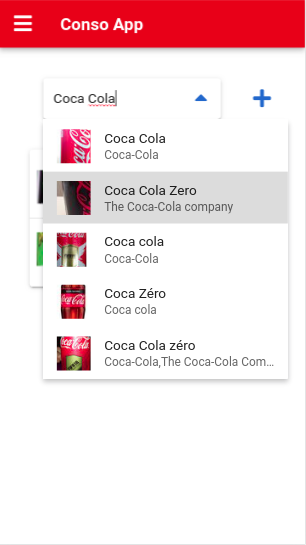 Conso App
Coca Cola
Coca Cola
Coca-Cola
Coca Cola Zero
The Coca-Cola company
Coca cola
Coca-Cola
Coca Zéro
Coca cola
Coca Cola zéro
Coca-Cola,The Coca-Cola Com...